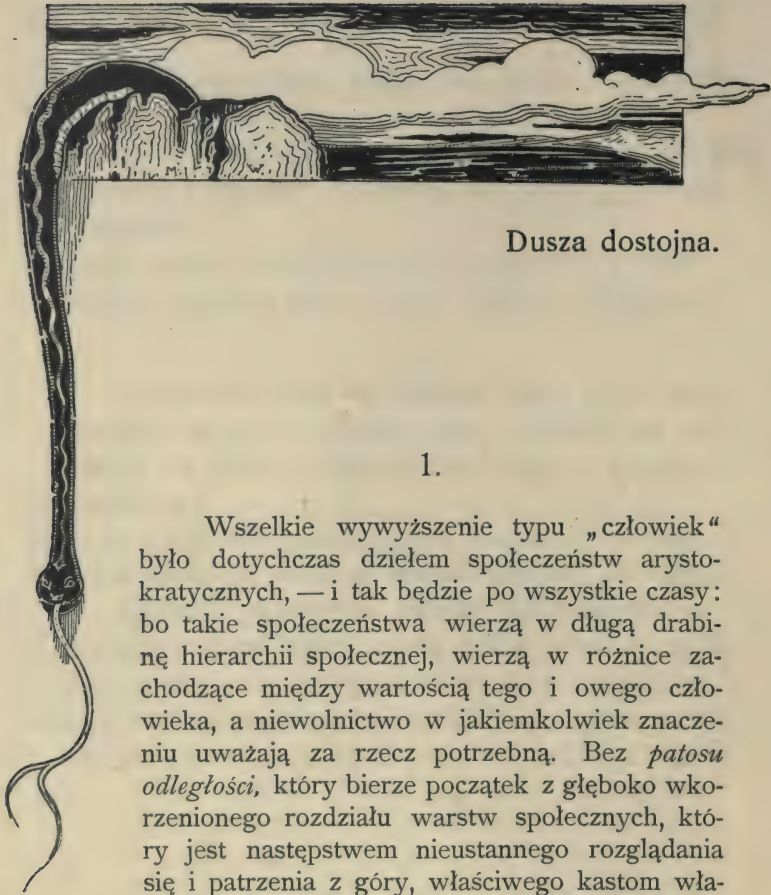 Dusza dostojna.
1.
Wszelkie wywyższenie typu „człowiek“
było dotychczas dziełem społeczeństw arysto-
kratycznych, — i tak będzie po wszystkie czasy:
bo takie społeczeństwa wierzą w długą drabi-
nę hierarchii społecznej, wierzą w różnice za-
chodzące między wartością tego i owego czło-
wieka, a niewolnictwo w jakiemkolwiek znacze-
niu uważają za rzecz potrzebną. Bez patosu
odległości, który bierze początek z głęboko wko-
rzenionego rozdziału warstw społecznych, któ-
ry jest następstwem nieustannego rozglądania
się i patrzenia z góry, właściwego kastom wła-